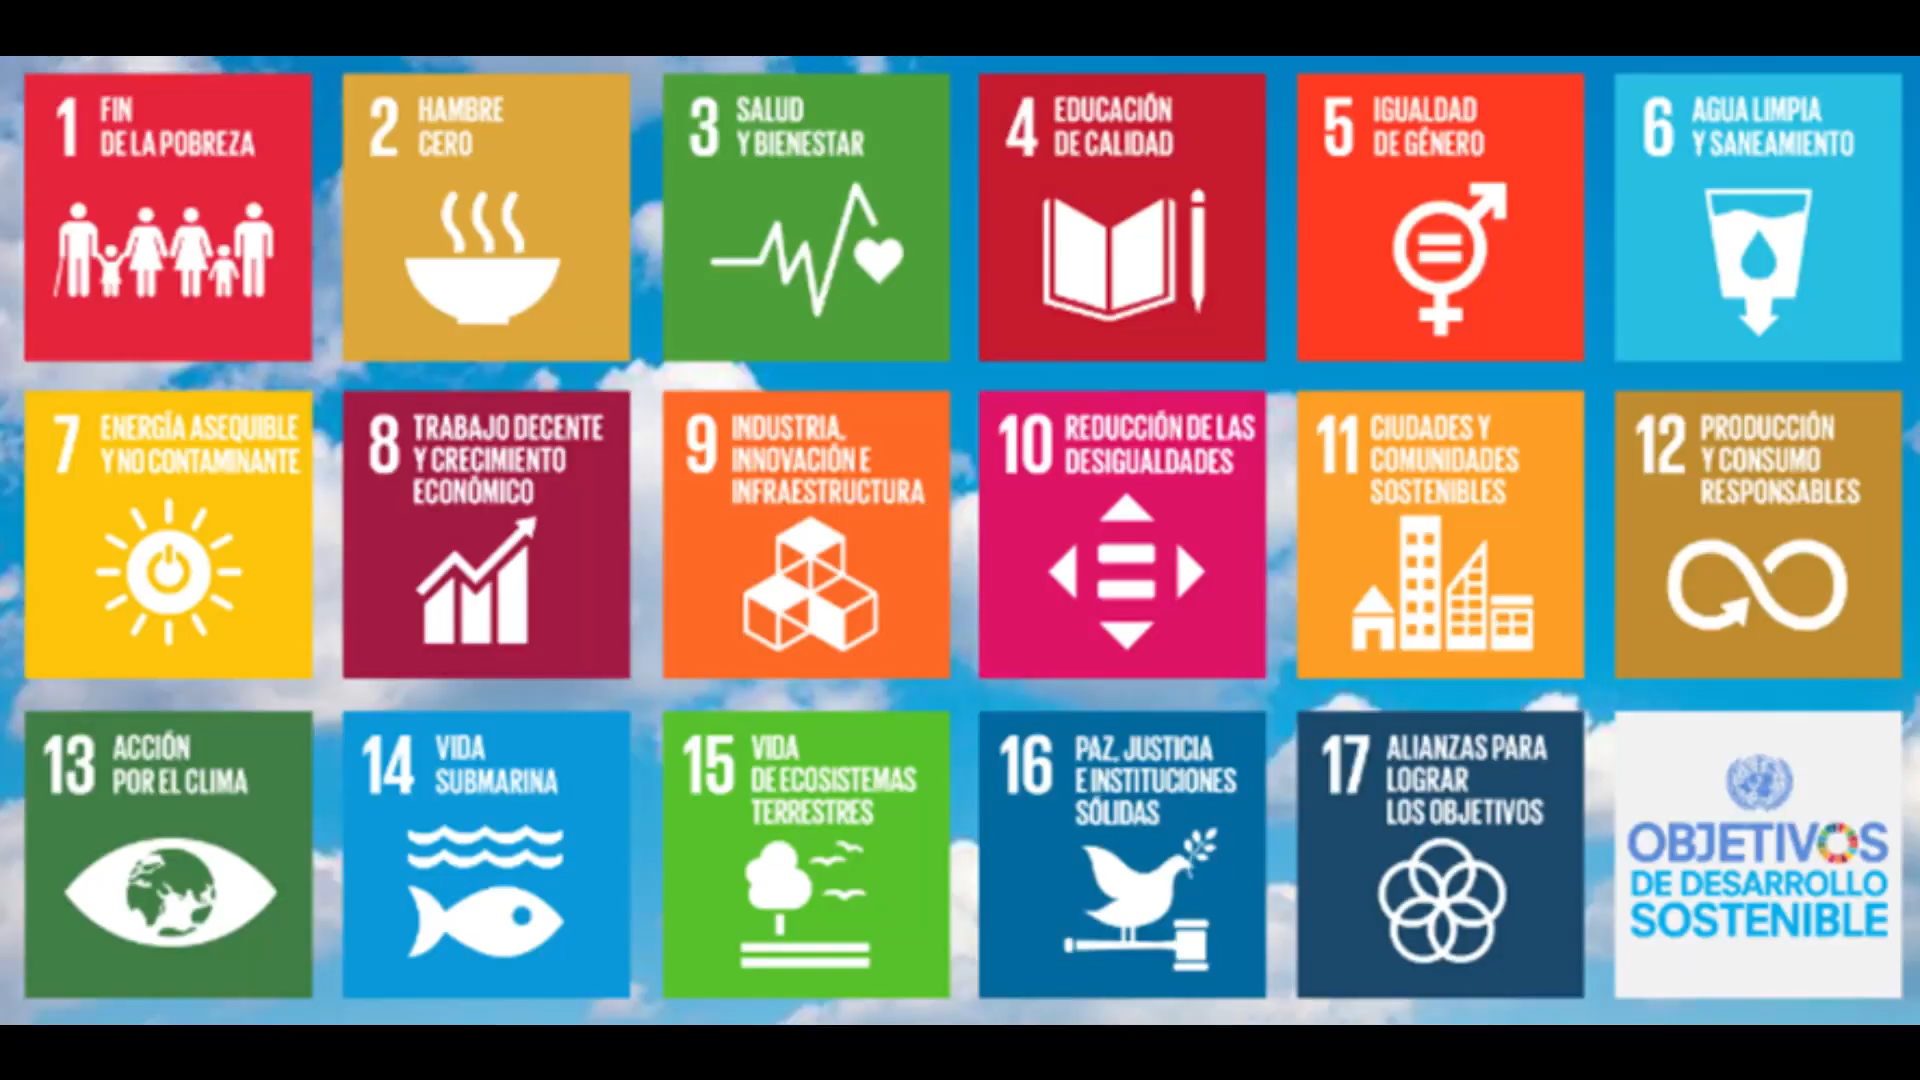 1 FIN
DE LA POBREZA
2 HAMBRE
CERO
3 SALUD
Y BIENESTAR
4 EDUCACIÓN
DE CALIDAD
5 IGUALDAD
DE GÉNERO
6 AGUA LIMPIA
Y SANEAMIENTO
7 ENERGÍA ASEQUIBLE
Y NO CONTAMINANTE
8 TRABAJO DECENTE
Y CRECIMIENTO
ECONÓMICO
9 INDUSTRIA,
INNOVACIÓN E
INFRAESTRUCTURA
10 REDUCCIÓN DE LAS
DESIGUALDADES
11 CIUDADES Y
COMUNIDADES
SOSTENIBLES
12 PRODUCCIÓN
Y CONSUMO
RESPONSABLES
13 ACCIÓN
POR EL CLIMA
14 VIDA
SUBMARINA
15 VIDA
DE ECOSISTEMAS
TERRESTRES
16 PAZ, JUSTICIA
E INSTITUCIONES
SÓLIDAS
17 ALIANZAS PARA
LOGRAR
LOS OBJETIVOS
OBJETIVOS
DE DESARROLLO
SOSTENIBLE